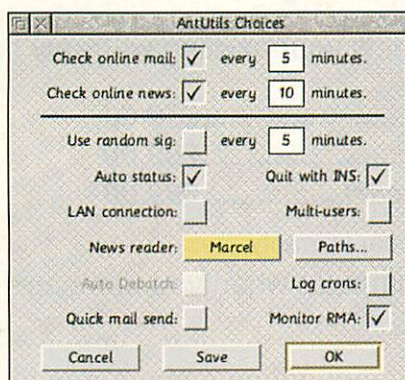 AntUtils Choices
Check online mail: every 5 minutes.
Check online news: every 10 minutes.
Use random sig: every 5 minutes.
Auto status: Quit with INS:
LAN connection: Multi-users:
News reader: Marcel Paths...
Auto Debatch: Log crons:
Quick mail send: Monitor RMA:
Cancel Save OK